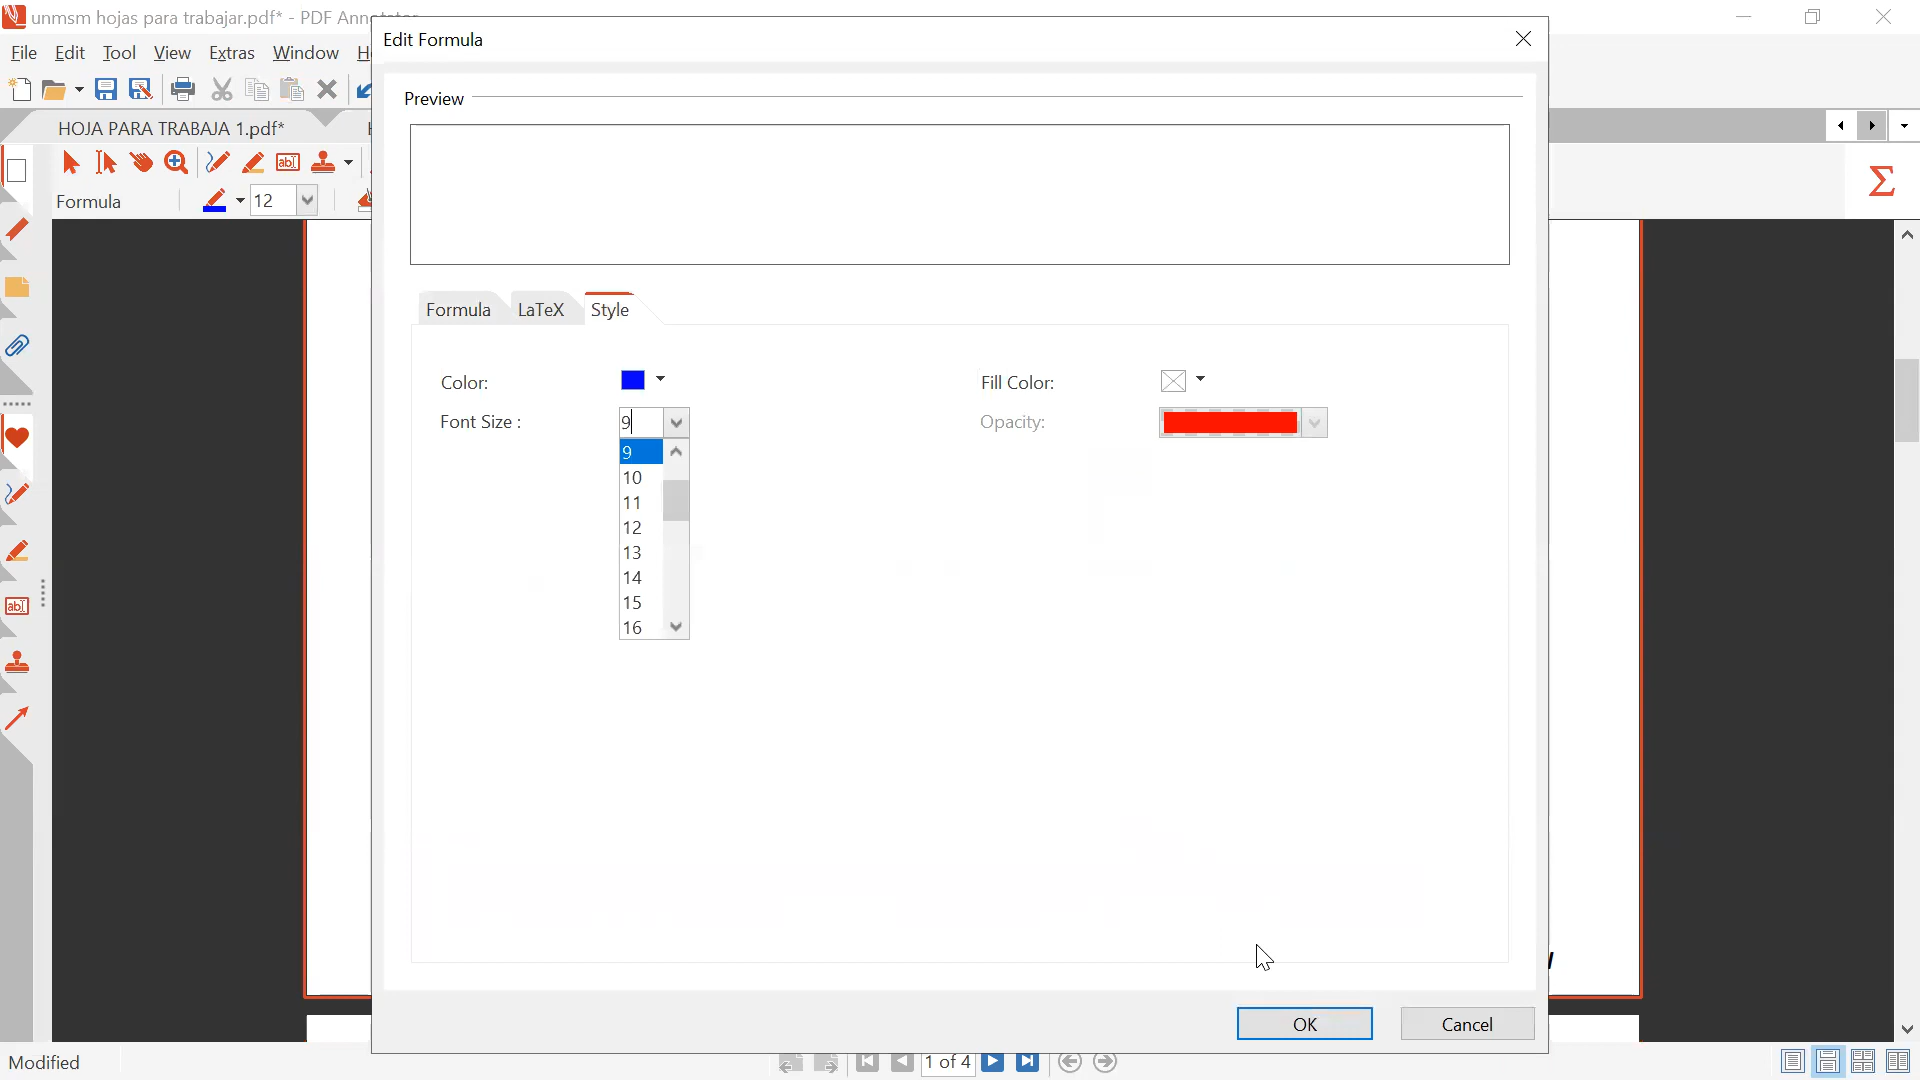 unmsm hojas para trabajar.pdf* - PDF Annotator
File Edit Tool View Extras Window
HOJA PARA TRABAJA 1.pdf*
Formula
12
Edit Formula
Preview
Formula LaTeX Style
Color:
Fill Color:
Font Size :
9
Opacity:
9
10
11
12
13
14
15
16
OK Cancel
Modified
1 of 4